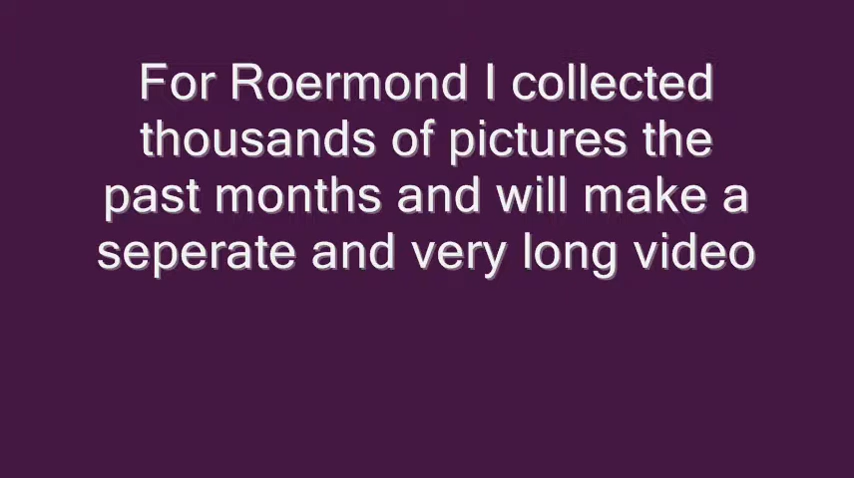 For Roermond I collected
thousands of pictures the
past months and will make a
seperate and very long video